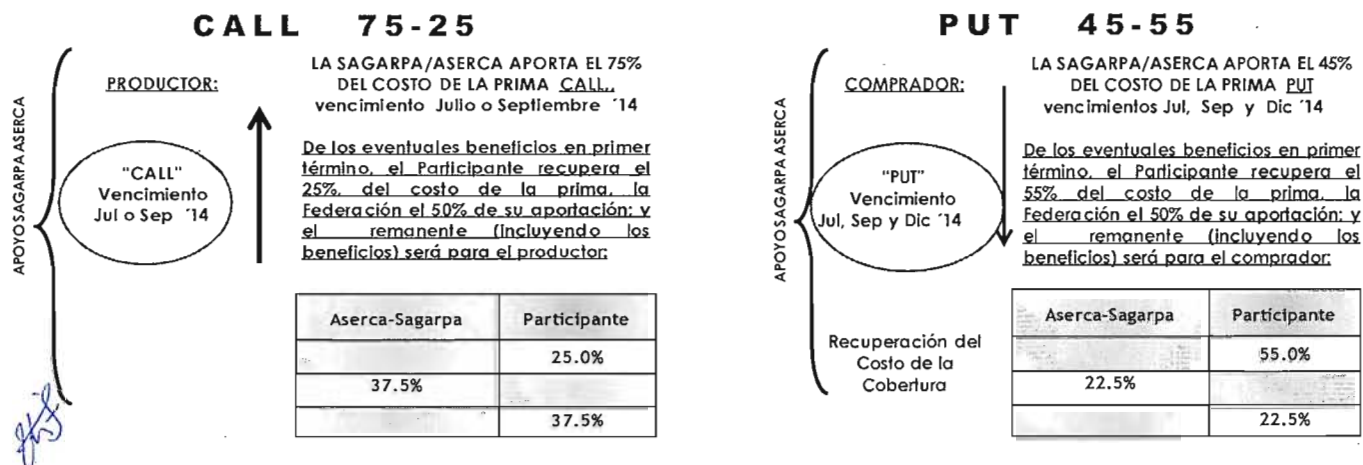 CALL 75-25
APOYO SAGARPA ASERCA
PRODUCTOR:
"CALL"
Vencimiento
Jul o Sep ´14
LA SAGARPA/ASERCA APORTA EL 75%
DEL COSTO DE LA PRIMA CALL.,
vencimiento Julio o Septiembre ´14
De los eventuales beneficios en primer
término, el Participante recupera el
25%, del costo de la prima, la
Federación el 50% de su aportación; y
el remanente (incluyendo los
beneficios) será para el productor:
Aserca-Sagarpa Participante
25.0%
37.5%
37.5%
PUT 45-55
APOYO SAGARPA ASERCA
COMPRADOR:
"PUT"
Vencimiento
Jul, Sep y Dic ´14
Recuperación del
Costo de la
Cobertura
LA SAGARPA/ASERCA APORTA EL 45%
DEL COSTO DE LA PRIMA PUT
vencimientos Jul, Sep y Dic ´14
De los eventuales beneficios en primer
término, el Participante recupera el
55% del costo de la prima, la
Federación el 50% de su aportación; y
el remanente (incluyendo los
beneficios) será para el comprador:
Aserca-Sagarpa Participante
55.0%
22.5%
22.5%